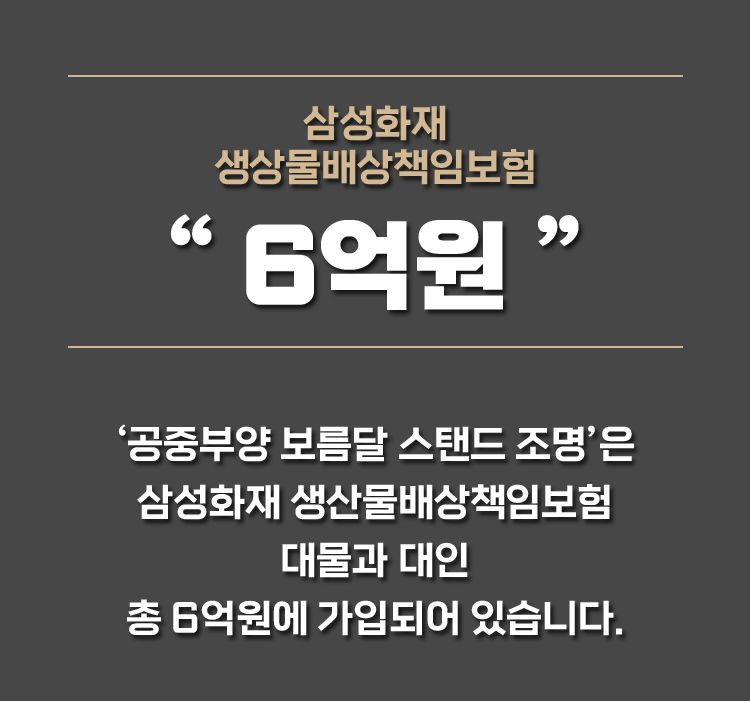 삼성화재
생상물배상책임보험
“ 6억원 ”
‘공중부양 보름달 스탠드 조명’은
삼성화재 생산물배상책임보험
대물과 대인
총 6억원에 가입되어 있습니다.